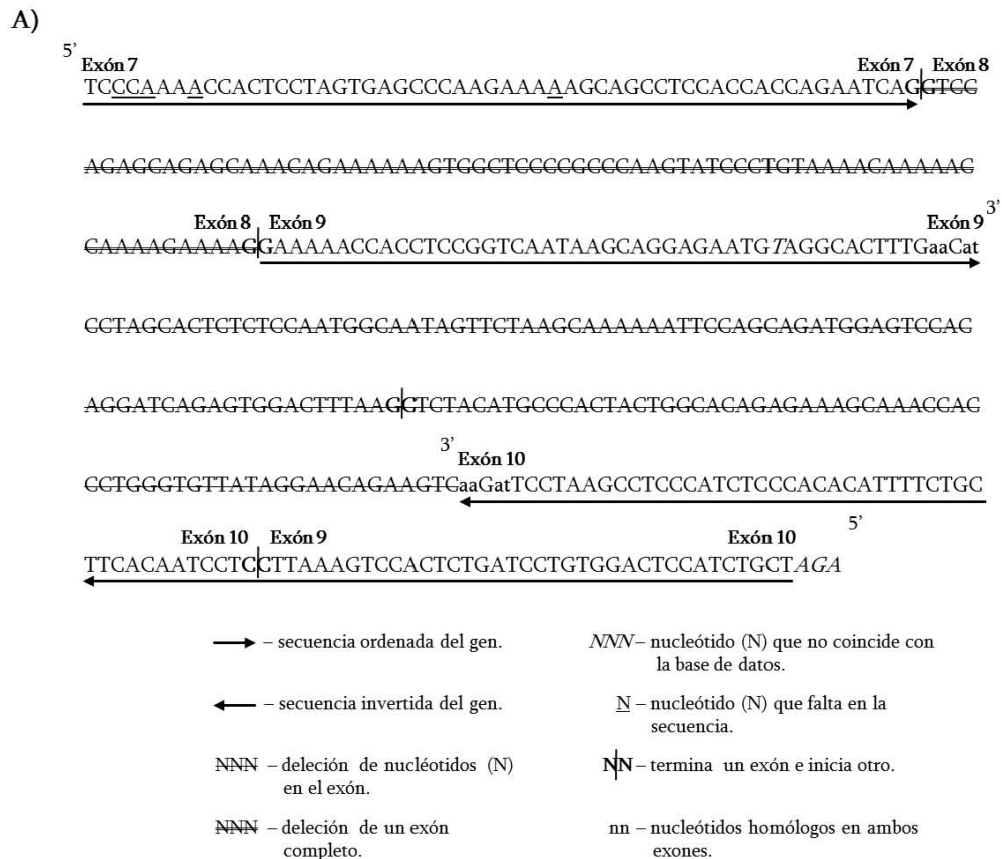 A)
5’
Exón 7 Exón 7 Exón 8
TCCCCAAAACCACTCCTAGTGAGCCCAAGAAAAAGCAGCCTCCACCACCAGAATCAGGTCC
AGAGCAGAGCAAACAGAAAAAAGTGGCTCCCCGCCCAAGTATCCCTGTAAAACAAAAAC
Exón 8 Exón 9 Exón 9 3’
CAAAAGAAAAGGAAAAACCACCTCCGGTCAATAAGCAGGAGAATGTAGGCACTTTGaaCat
CCTAGCACTCTCTCCAATGGCAATAGTTCTAAGCAAAAAATTCCAGCAGATGGAGTCCAC
AGGATCAGAGTGGACTTTAAGCTCTACATGCCCACTACTGGCACAGAGAAAGCAAACCAC
3’ Exón 10
CCTGGGTGTTATAGGAACAGAAGTCaaGatTCCTAAGCCTCCCATCTCCCACACATTTTCTGC
Exón 10 Exón 9 Exón 10 5’
TTCACAATCCTCCTTAAAGTCCACTCTGATCCTGTGGACTCCATCTGCTAGA
– secuencia ordenada del gen.
NNN – nucleótido (N) que no coincide con
la base de datos.
– secuencia invertida del gen.
N – nucleótido (N) que falta en la
secuencia.
NNN – deleción de nucléotidos (N)
en el exón.
NN – termina un exón e inicia otro.
NNN – deleción de un exón
completo.
nn – nucleótidos homólogos en ambos
exones.